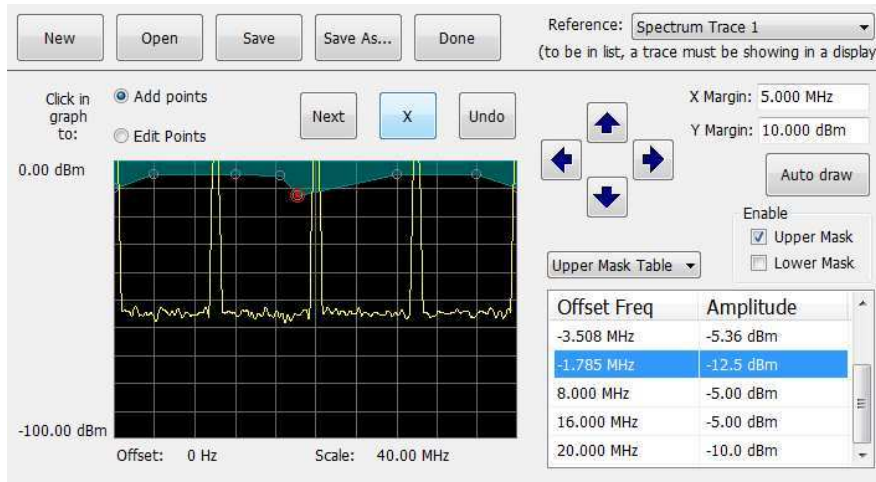 New Open Save Save As... Done
Reference: Spectrum Trace 1
(to be in list, a trace must be showing in a display
Click in graph to:
Add points
Edit Points
Next X Undo
X Margin: 5.000 MHz
Y Margin: 10.000 dBm
Auto draw
Enable
Upper Mask
Lower Mask
0.00 dBm
-100.00 dBm
Offset: 0 Hz Scale: 40.00 MHz
Upper Mask Table
Offset Freq Amplitude
-3.508 MHz -5.36 dBm
-1.785 MHz -12.5 dBm
8.000 MHz -5.00 dBm
16.000 MHz -5.00 dBm
20.000 MHz -10.0 dBm